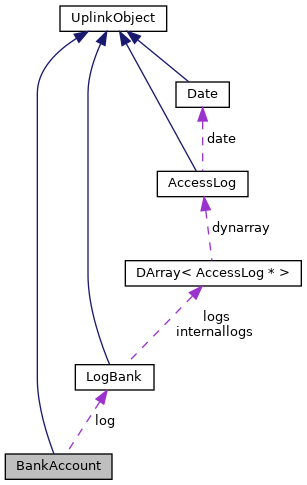 UplinkObject
Date
date
AccessLog
dynarray
DArray< AccessLog * >
logs
internallogs
LogBank
log
BankAccount